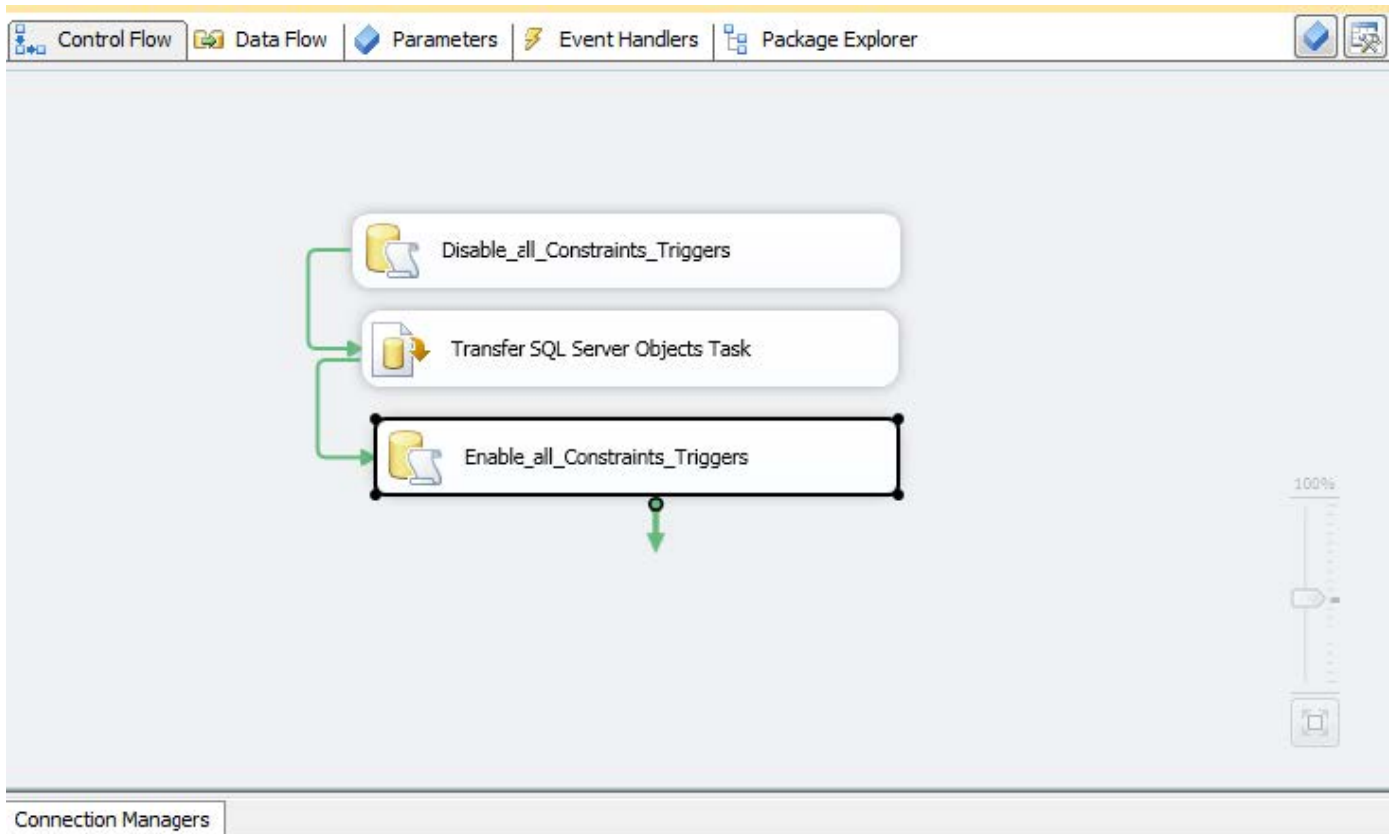 Control Flow Data Flow Parameters Event Handlers Package Explorer
Disable_all_Constraints_Triggers
Transfer SQL Server Objects Task
Enable_all_Constraints_Triggers
100%
Connection Managers